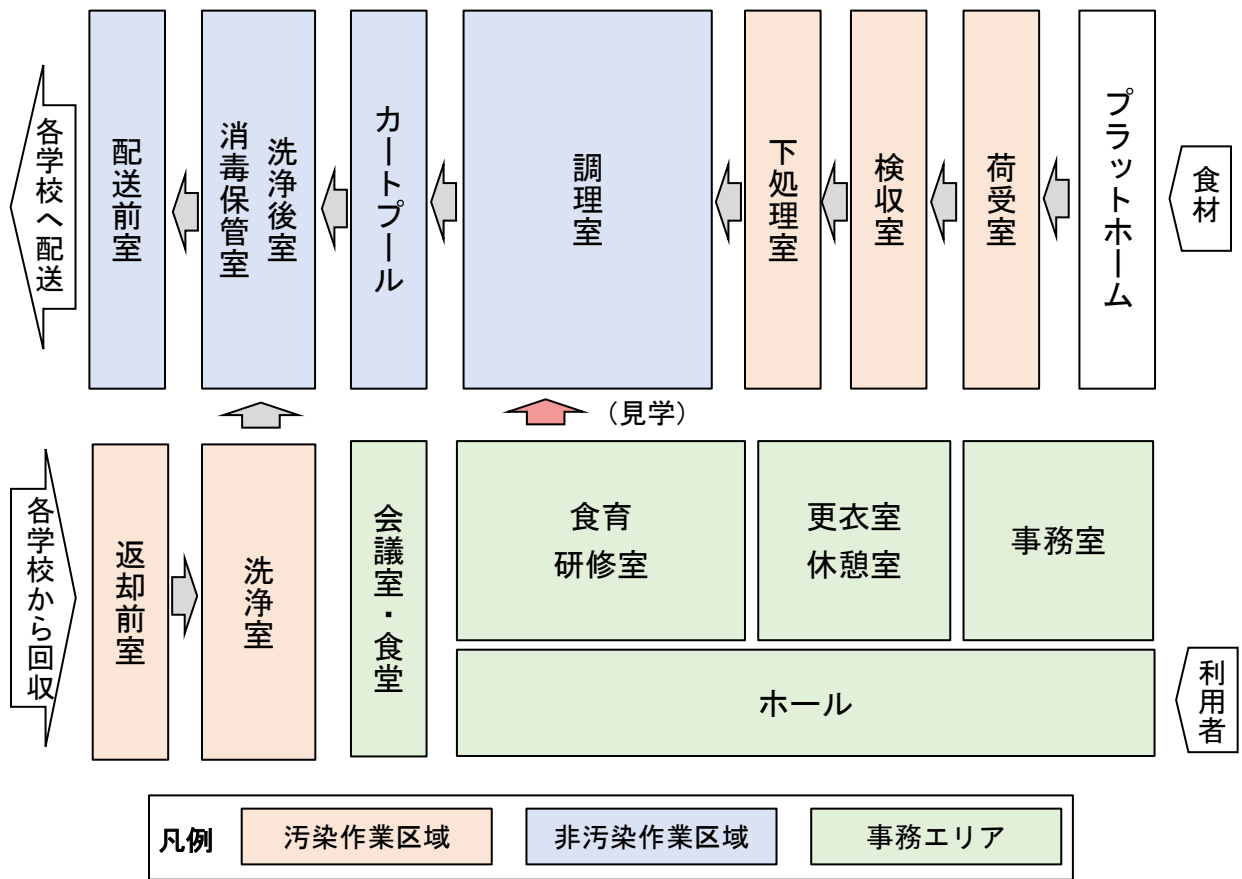 各学校へ配送
配送前室
洗浄後室
消毒保管室
カートプール
調理室
下処理室
検収室
荷受室
プラットホーム
食材
（見学）
各学校から回収
返却前室
洗浄室
会議室・食堂
食育
研修室
更衣室
休憩室
事務室
ホール
利用者
凡例
汚染作業区域
非汚染作業区域
事務エリア